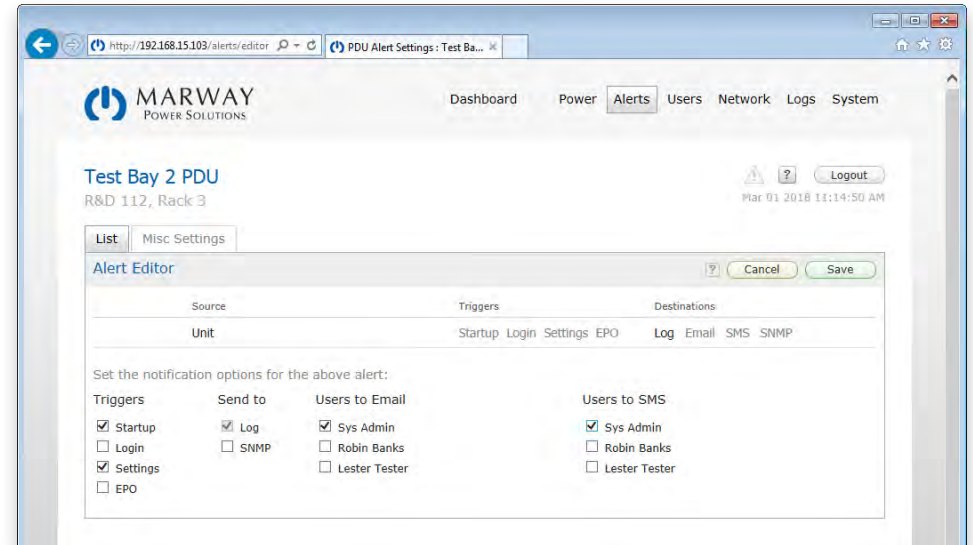 http://192.168.15.103/alerts/editor PDU Alert Settings : Test Ba...
MARWAY
POWER SOLUTIONS
Dashboard Power Alerts Users Network Logs System
Test Bay 2 PDU
? Logout
R&D 112, Rack 3
Mar 01 2018 11:14:50 AM
List Misc Settings
Alert Editor ? Cancel Save
Source Triggers Destinations
Unit Startup Login Settings EPO Log Email SMS SNMP
Set the notification options for the above alert:
Triggers Send to Users to Email Users to SMS
Startup Log Sys Admin Sys Admin
Login SNMP Robin Banks Robin Banks
Settings Lester Tester Lester Tester
EPO